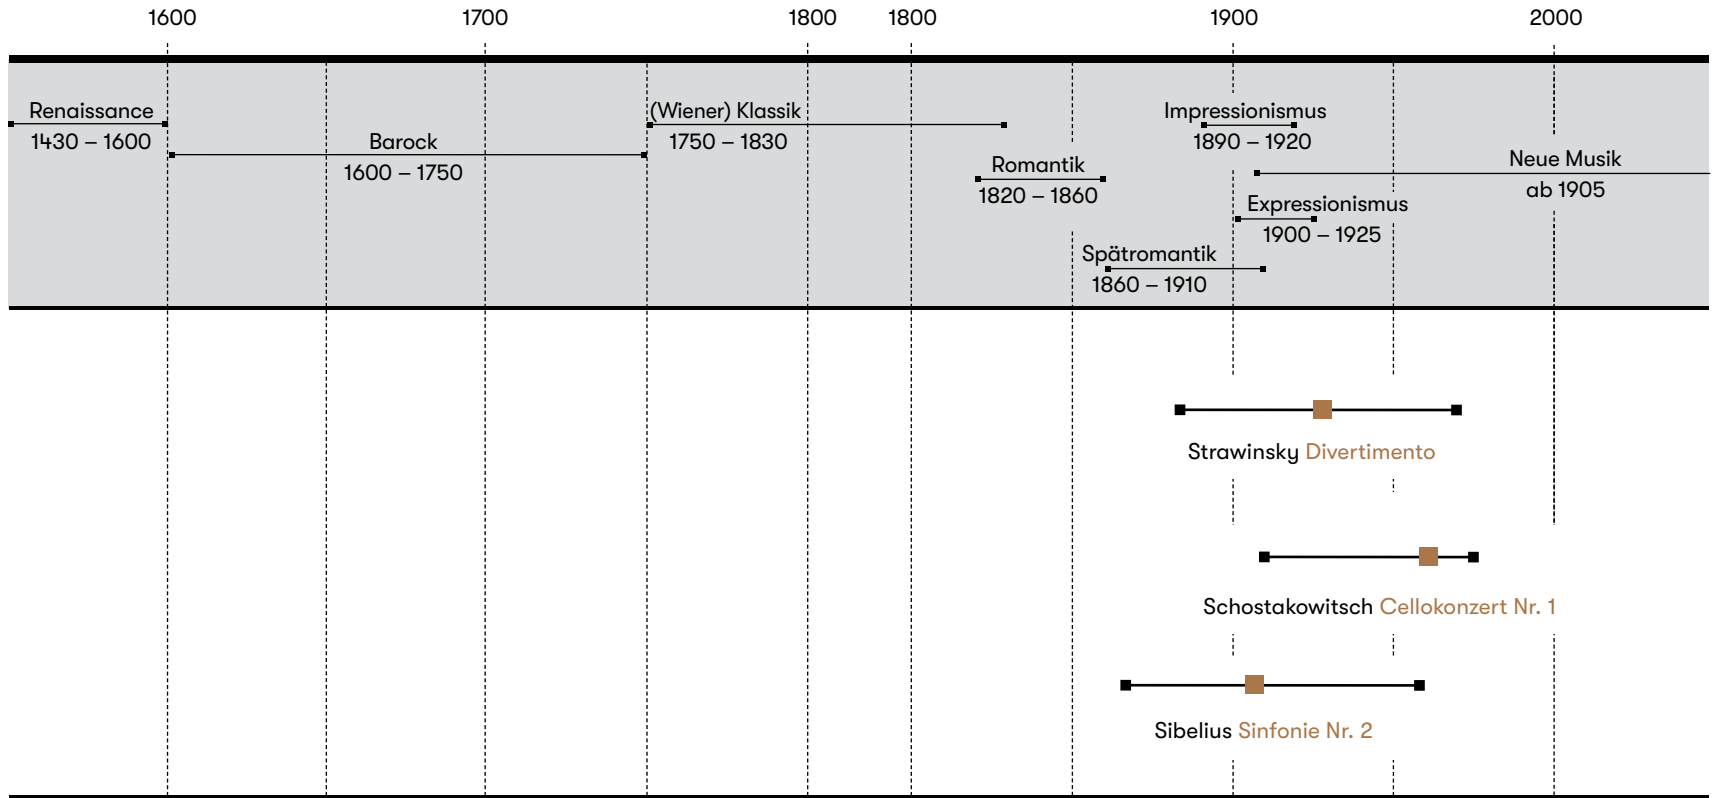 1600 1700 1800 1800 1900 2000
Renaissance
1430 – 1600
Barock
1600 – 1750
(Wiener) Klassik
1750 – 1830
Romantik
1820 – 1860
Spätromantik
1860 – 1910
Impressionismus
1890 – 1920
Expressionismus
1900 – 1925
Neue Musik
ab 1905
Strawinsky Divertimento
Schostakowitsch Cellokonzert Nr. 1
Sibelius Sinfonie Nr. 2